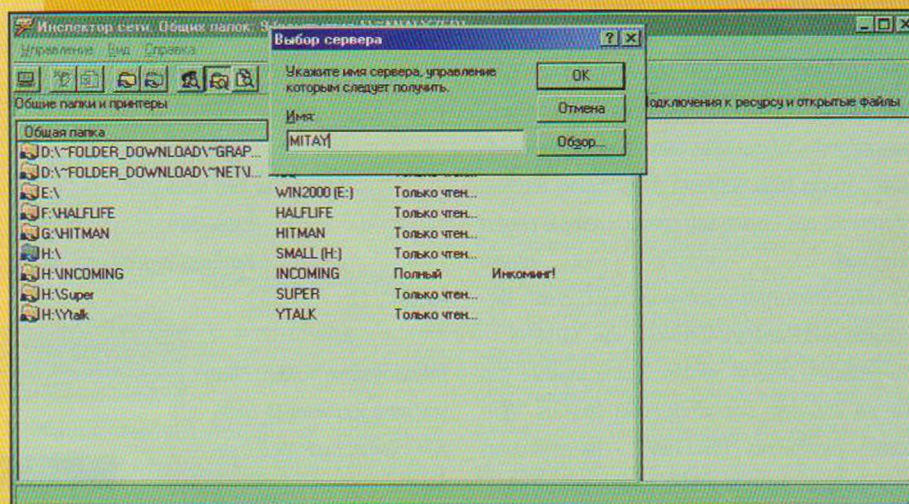 Инспектор сети. Общих папок:
Управление Вид Справка
Выбор сервера
Укажите имя сервера, управление
которым следует получить.
Имя:
MITAY
OK
Отмена
Обзор...
Общие папки и принтеры
Подключения к ресурсу и открытые файлы
Общая папка
D:\~FOLDER_DOWNLOAD\~GRAP...
D:\~FOLDER_DOWNLOAD\~NET\...
E:\ WIN2000 (E:) Только чтен...
F:\HALFLIFE HALFLIFE Только чтен...
G:\HITMAN HITMAN Только чтен...
H:\ SMALL (H:) Только чтен...
H:\INCOMING INCOMING Полный Инкоминг!
H:\Super SUPER Только чтен...
H:\Ytalk YTALK Только чтен...